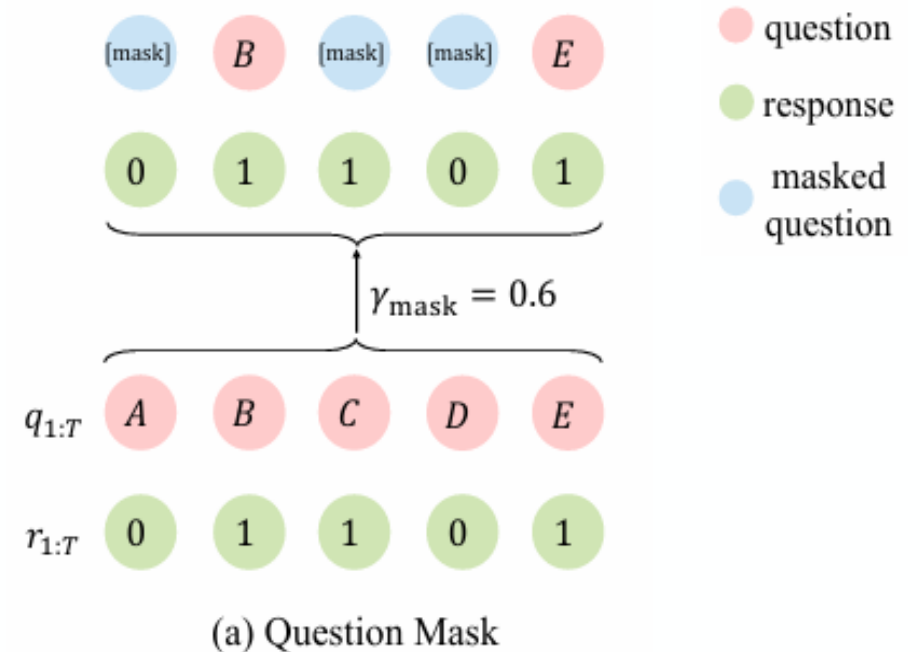 [mask] B [mask] [mask] E
0 1 1 0 1
γmask = 0.6
q1:T A B C D E
r1:T 0 1 1 0 1
(a) Question Mask
question
response
masked
question